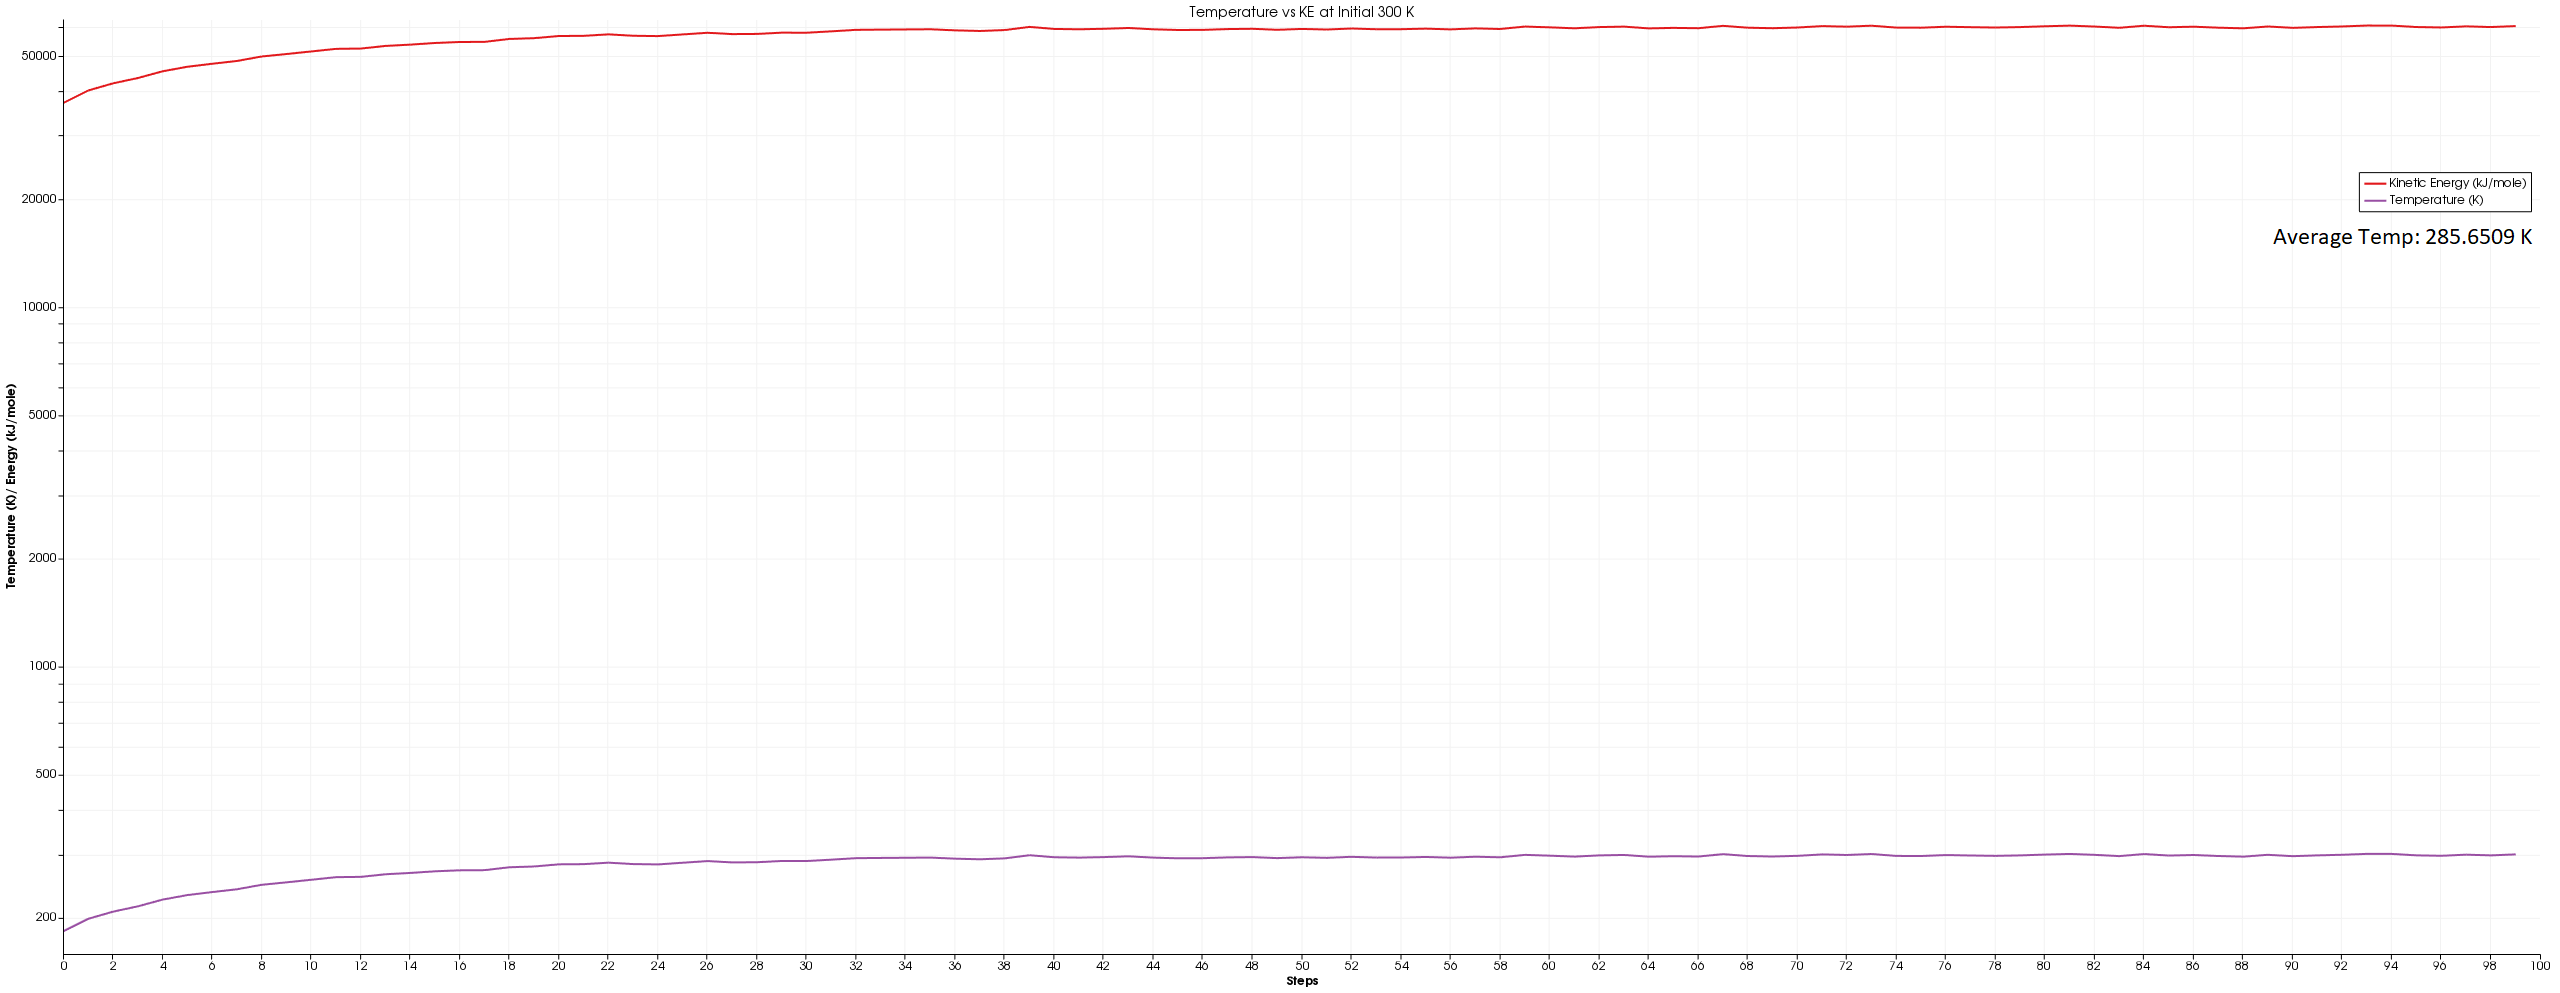 Temperature vs KE at Initial 300 K
Temperature (K)/ Energy (kJ/mole)
50000
20000
10000
5000
2000
1000
500
200
Kinetic Energy (kJ/mole)
Temperature (K)
Average Temp: 285.6509 K
0 2 4 6 8 10 12 14 16 18 20 22 24 26 28 30 32 34 36 38 40 42 44 46 48 50 52 54 56 58 60 62 64 66 68 70 72 74 76 78 80 82 84 86 88 90 92 94 96 98 100
Steps